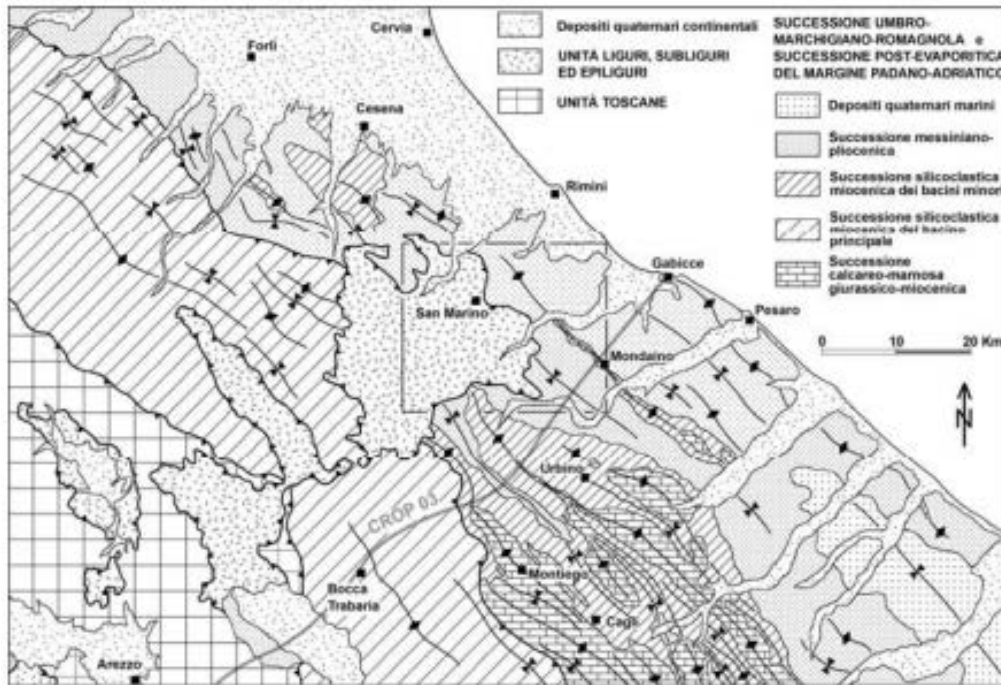 Depositi quaternari continentali
UNITÀ LIGURI, SUBLIGURI
ED EPILIGURI
UNITÀ TOSCANE
SUCCESSIONE UMBRO-
MARCHIGIANO-ROMAGNOLA e
SUCCESSIONE POST-EVAPORITICA
DEL MARGINE PADANO-ADRIATICO
Depositi quaternari marini
Successione messiniano-
pliocenica
Successione silicoclastica
miocenica dei bacini minori
Successione silicoclastica
miocenica del bacino
principale
Successione
calcareo-marnosa
giurassico-miocenica
0 10 20 Km
N
Cervia
Forlì
Cesena
Rimini
Gabicce
San Marino
Pesaro
Mondaino
Urbino
CROP 03
Montiego
Bocca
Trabaria
Cagli
Arezzo